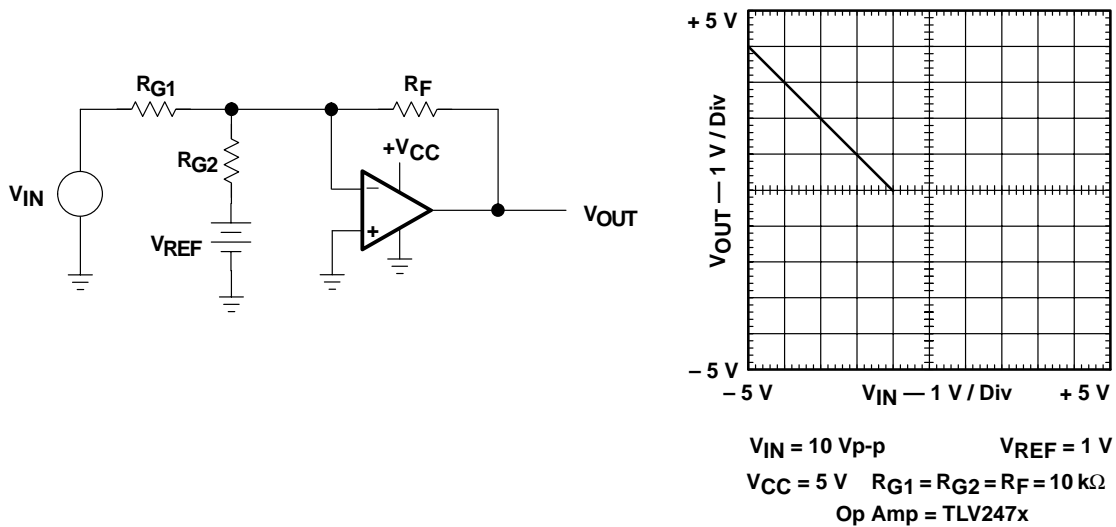 RG1
RF
RG2
+VCC
VIN
VREF
−
+
VOUT
+ 5 V
VOUT — 1 V / Div
– 5 V
– 5 V
VIN — 1 V / Div
+ 5 V
VIN = 10 Vp-p
VREF = 1 V
VCC = 5 V RG1 = RG2 = RF = 10 kΩ
Op Amp = TLV247x